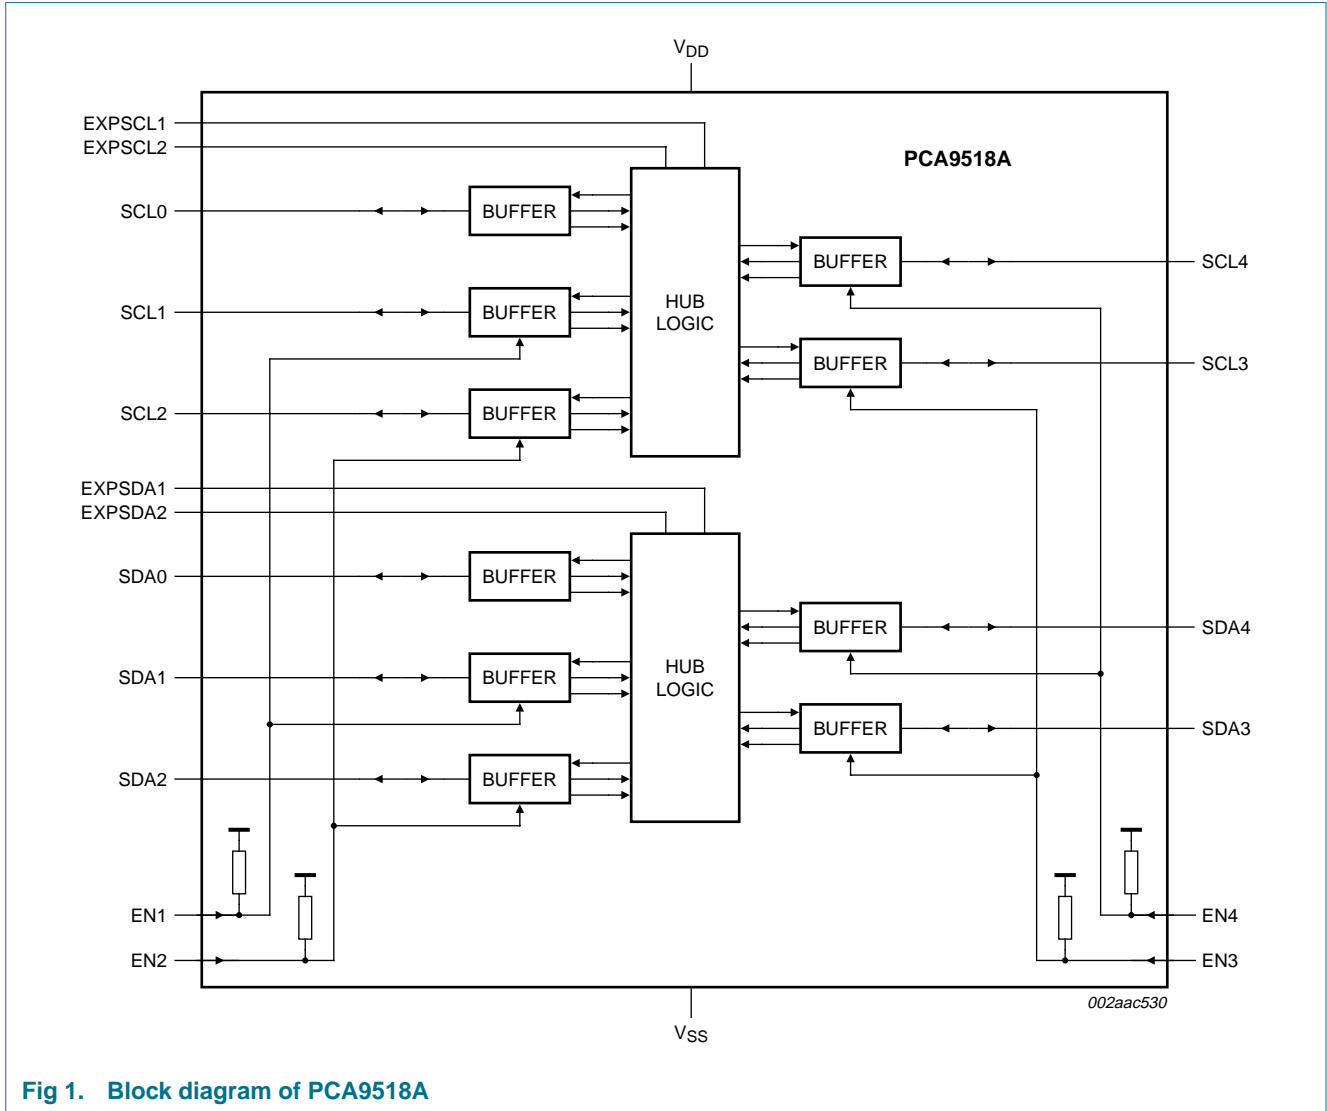 VDD
EXPSCL1
EXPSCL2
PCA9518A
SCL0
BUFFER
SCL4
BUFFER
SCL1
BUFFER
HUB
LOGIC
SCL3
BUFFER
SCL2
BUFFER
EXPSDA1
EXPSDA2
SDA0
BUFFER
SDA4
BUFFER
SDA1
BUFFER
HUB
LOGIC
SDA3
BUFFER
SDA2
BUFFER
EN1
EN4
EN2
EN3
002aac530
VSS
Fig 1. Block diagram of PCA9518A